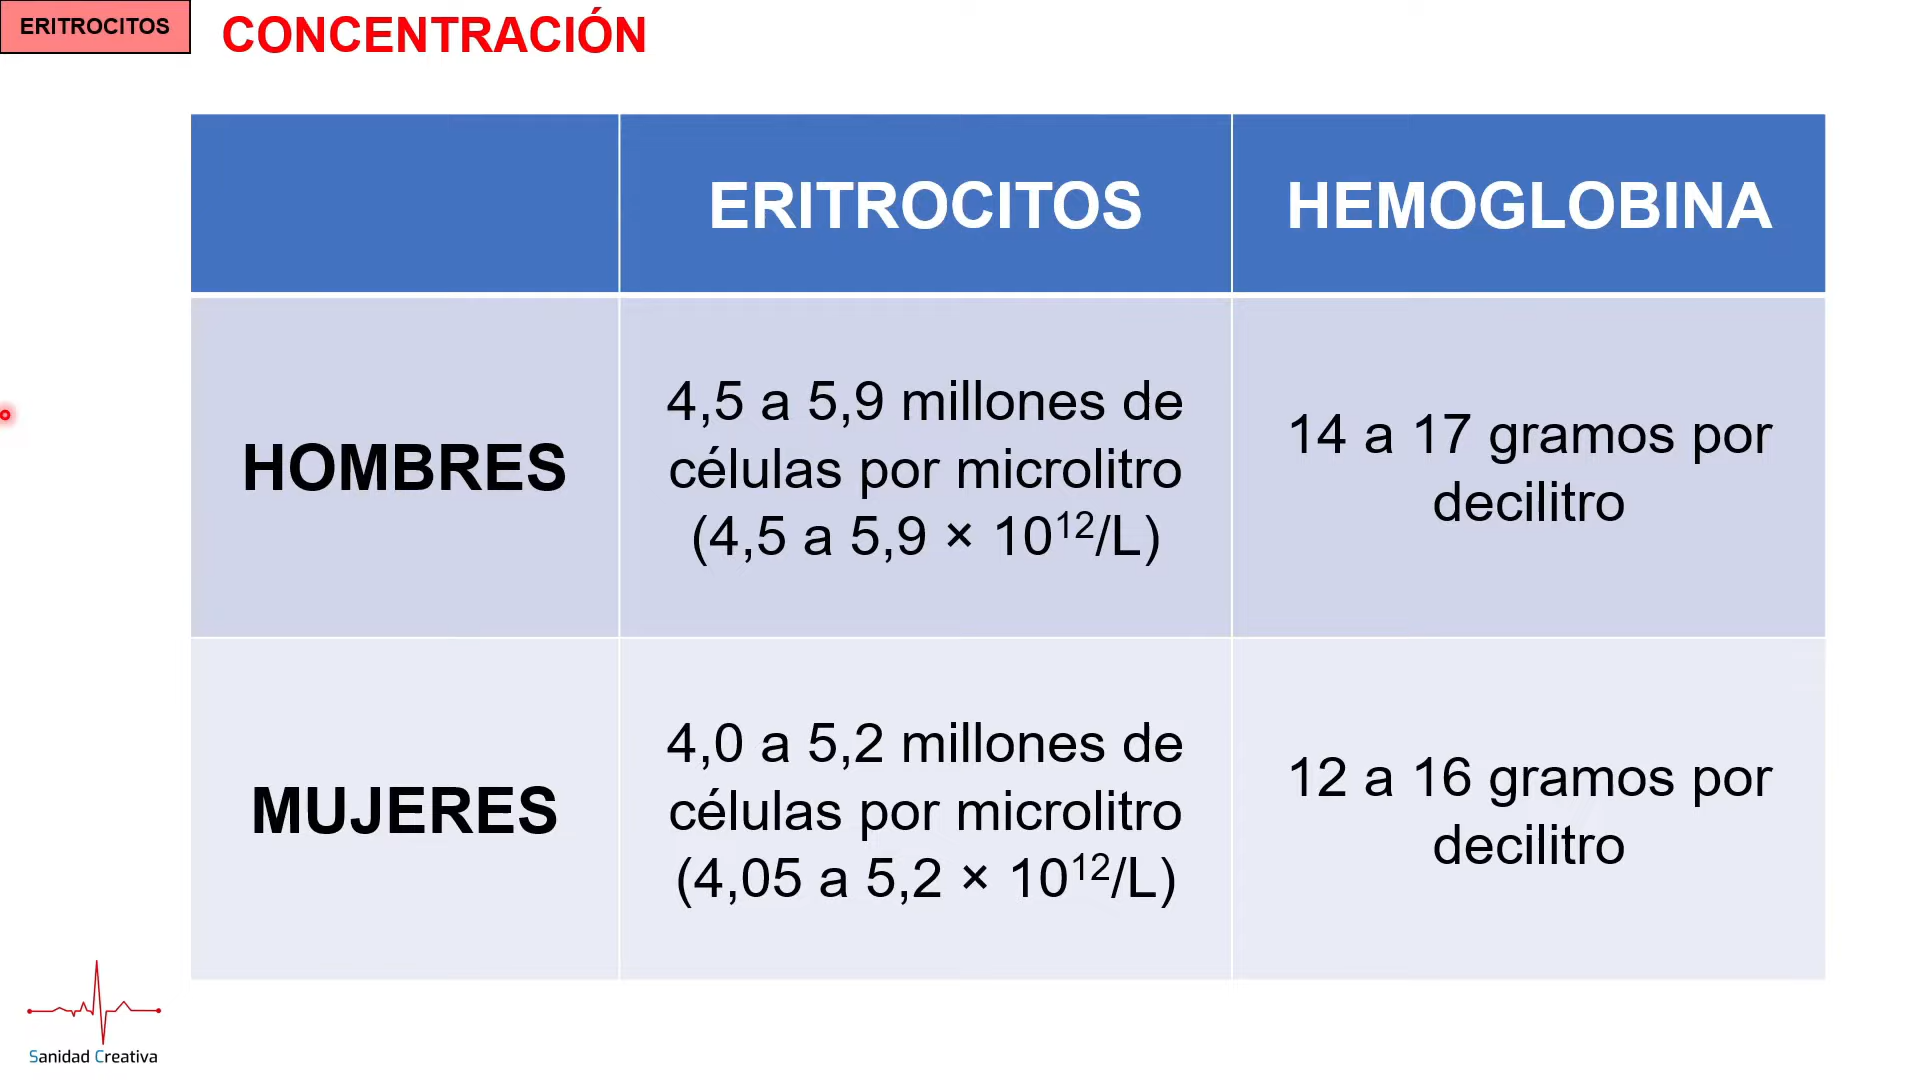 ERITROCITOS
CONCENTRACIÓN
ERITROCITOS
HEMOGLOBINA
HOMBRES
4,5 a 5,9 millones de
células por microlitro
(4,5 a 5,9 × 10¹²/L)
14 a 17 gramos por
decilitro
MUJERES
4,0 a 5,2 millones de
células por microlitro
(4,05 a 5,2 × 10¹²/L)
12 a 16 gramos por
decilitro
Sanidad Creativa